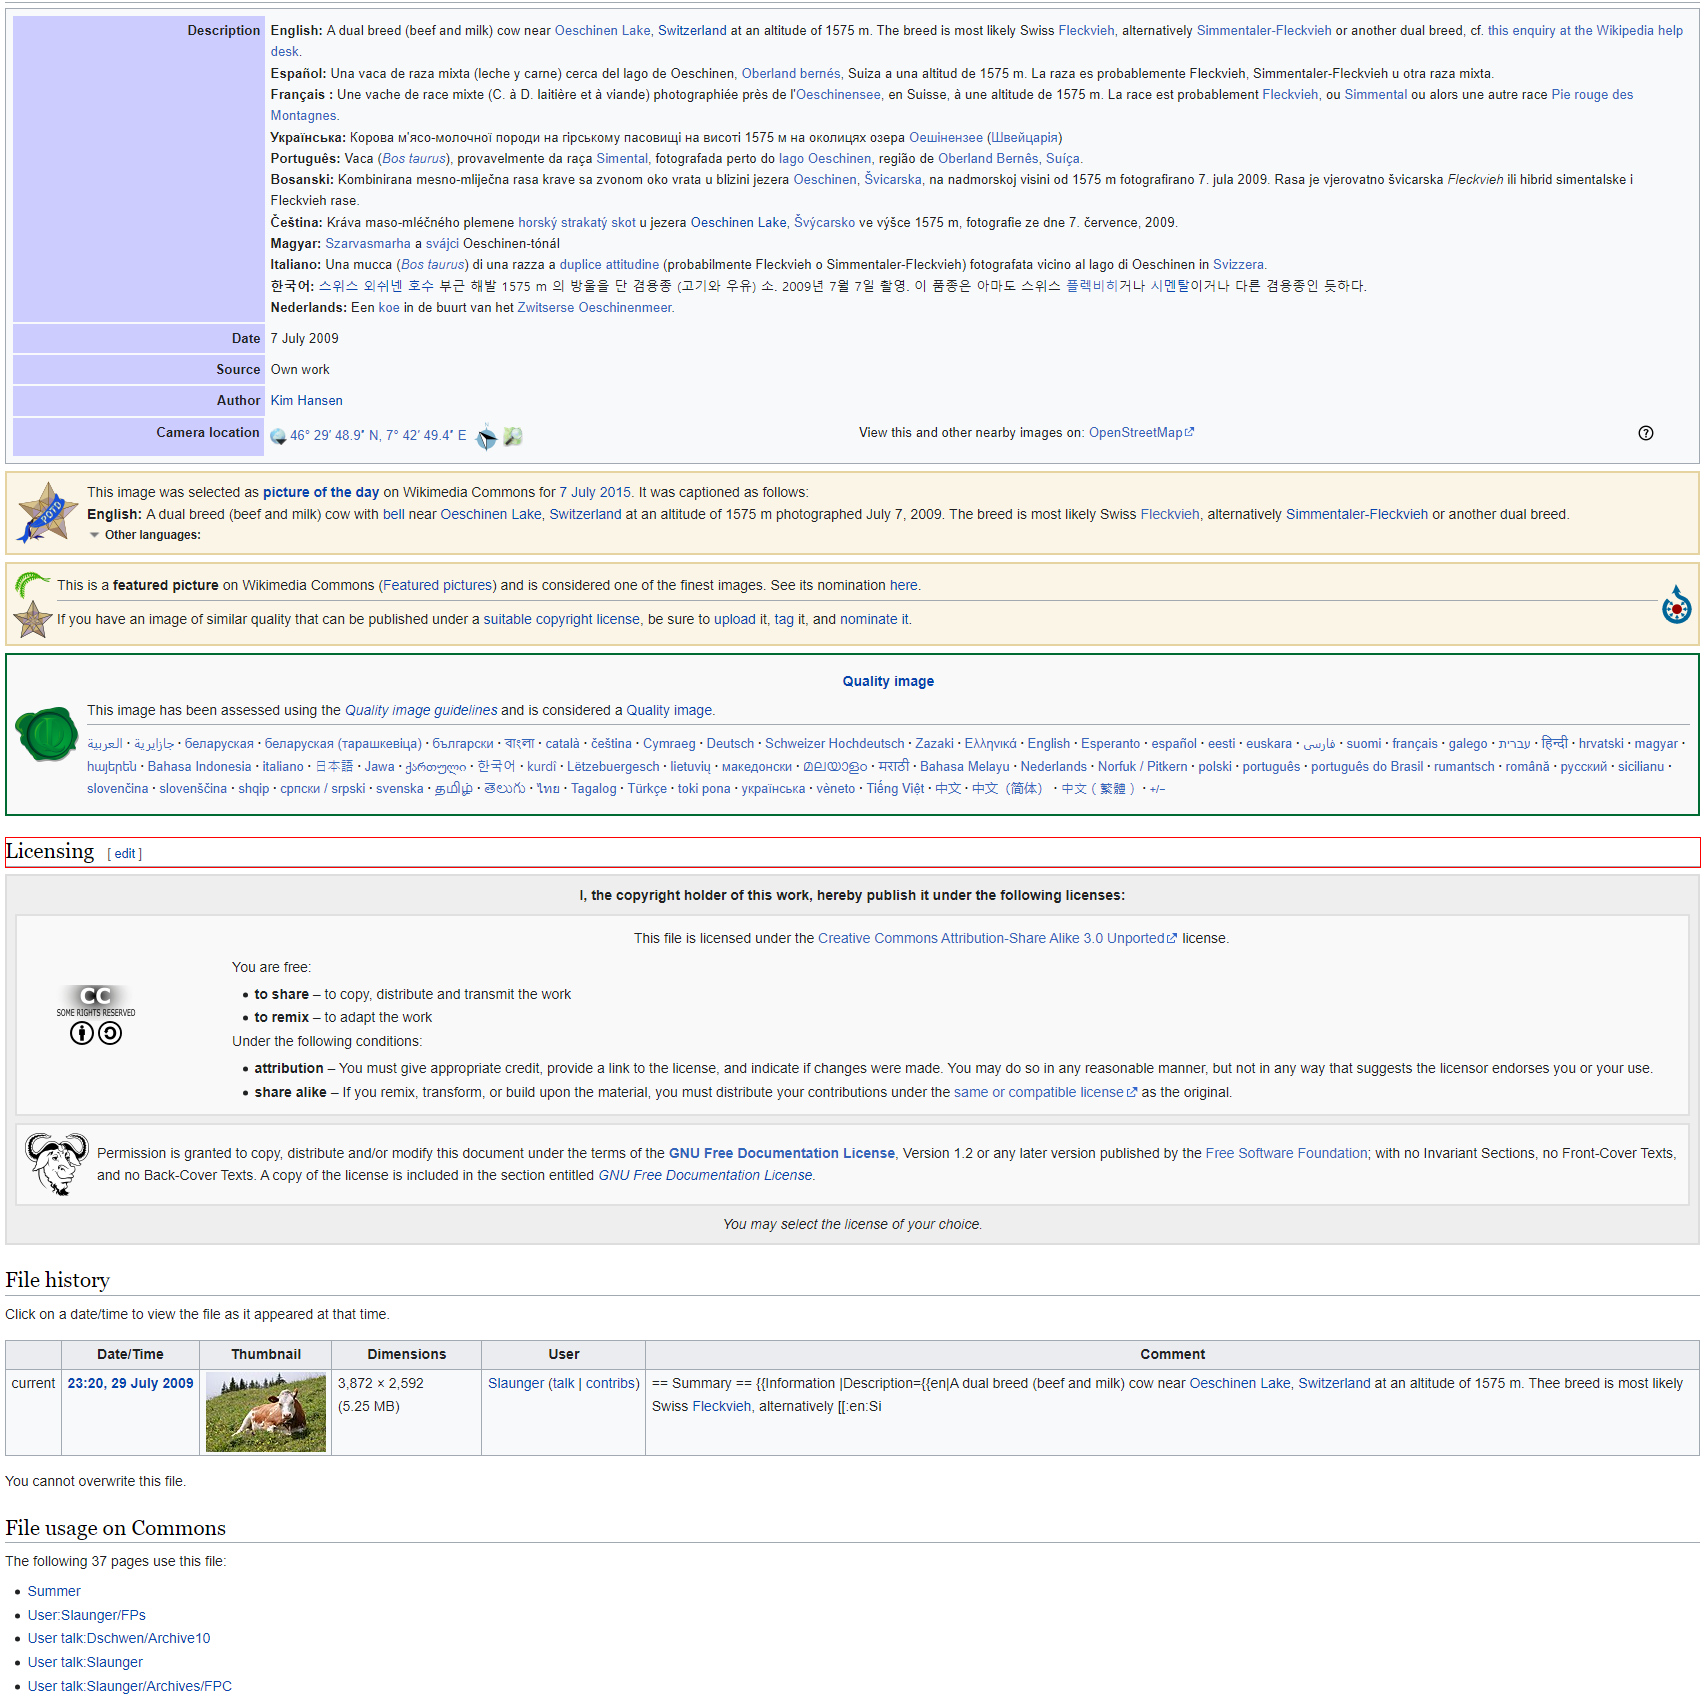 Description
English: A dual breed (beef and milk) cow near Oeschinen Lake, Switzerland at an altitude of 1575 m. The breed is most likely Swiss Fleckvieh, alternatively Simmentaler-Fleckvieh or another dual breed, cf. this enquiry at the Wikipedia help
desk.
Español: Una vaca de raza mixta (leche y carne) cerca del lago de Oeschinen, Oberland bernés, Suiza a una altitud de 1575 m. La raza es probablemente Fleckvieh, Simmentaler-Fleckvieh u otra raza mixta.
Français : Une vache de race mixte (C. à D. laitière et à viande) photographiée près de l'Oeschinensee, en Suisse, à une altitude de 1575 m. La race est probablement Fleckvieh, ou Simmental ou alors une autre race Pie rouge des
Montagnes.
Українська: Корова м'ясо-молочної породи на гірському пасовищі на висоті 1575 м на околицях озера Оешінензее (Швейцарія)
Português: Vaca (Bos taurus), provavelmente da raça Simental, fotografada perto do lago Oeschinen, região de Oberland Bernês, Suíça.
Bosanski: Kombinirana mesno-mliječna rasa krave sa zvonom oko vrata u blizini jezera Oeschinen, Švicarska, na nadmorskoj visini od 1575 m fotografirano 7. jula 2009. Rasa je vjerovatno švicarska Fleckvieh ili hibrid simentalske i
Fleckvieh rase.
Čeština: Kráva maso-mléčného plemene horský strakatý skot u jezera Oeschinen Lake, Švýcarsko ve výšce 1575 m, fotografie ze dne 7. července, 2009.
Magyar: Szarvasmarha a svájci Oeschinen-tónál
Italiano: Una mucca (Bos taurus) di una razza a duplice attitudine (probabilmente Fleckvieh o Simmentaler-Fleckvieh) fotografata vicino al lago di Oeschinen in Svizzera.
한국어: 스위스 외쉬넨 호수 부근 해발 1575 m 의 방울을 단 겸용종 (고기와 우유) 소. 2009년 7월 7일 촬영. 이 품종은 아마도 스위스 플렉비히거나 시멘탈이거나 다른 겸용종인 듯하다.
Nederlands: Een koe in de buurt van het Zwitserse Oeschinenmeer.
Date 7 July 2009
Source Own work
Author Kim Hansen
Camera location 46° 29′ 48.9″ N, 7° 42′ 49.4″ E View this and other nearby images on: OpenStreetMap
POTD
This image was selected as picture of the day on Wikimedia Commons for 7 July 2015. It was captioned as follows:
English: A dual breed (beef and milk) cow with bell near Oeschinen Lake, Switzerland at an altitude of 1575 m photographed July 7, 2009. The breed is most likely Swiss Fleckvieh, alternatively Simmentaler-Fleckvieh or another dual breed.
Other languages:
This is a featured picture on Wikimedia Commons (Featured pictures) and is considered one of the finest images. See its nomination here.
If you have an image of similar quality that can be published under a suitable copyright license, be sure to upload it, tag it, and nominate it.
Quality image
This image has been assessed using the Quality image guidelines and is considered a Quality image.
العربية · جازايرية · беларуская · беларуская (тарашкевіца) · български · বাংলা · català · čeština · Cymraeg · Deutsch · Schweizer Hochdeutsch · Zazaki · Ελληνικά · English · Esperanto · español · eesti · euskara · فارسی · suomi · français · galego · עברית · हिन्दी · hrvatski · magyar ·
հայերեն · Bahasa Indonesia · italiano · 日本語 · Jawa · ქართული · 한국어 · kurdî · Lëtzebuergesch · lietuvių · македонски · മലയാളം · मराठी · Bahasa Melayu · Nederlands · Norfuk / Pitkern · polski · português · português do Brasil · rumantsch · română · русский · sicilianu ·
slovenčina · slovenščina · shqip · српски / srpski · svenska · தமிழ் · తెలుగు · ไทย · Tagalog · Türkçe · toki pona · українська · vèneto · Tiếng Việt · 中文 · 中文（简体） · 中文（繁體） · +/−
Licensing [ edit ]
I, the copyright holder of this work, hereby publish it under the following licenses:
This file is licensed under the Creative Commons Attribution-Share Alike 3.0 Unported license.
CC
SOME RIGHTS RESERVED
You are free:
• to share – to copy, distribute and transmit the work
• to remix – to adapt the work
Under the following conditions:
• attribution – You must give appropriate credit, provide a link to the license, and indicate if changes were made. You may do so in any reasonable manner, but not in any way that suggests the licensor endorses you or your use.
• share alike – If you remix, transform, or build upon the material, you must distribute your contributions under the same or compatible license as the original.
Permission is granted to copy, distribute and/or modify this document under the terms of the GNU Free Documentation License, Version 1.2 or any later version published by the Free Software Foundation; with no Invariant Sections, no Front-Cover Texts,
and no Back-Cover Texts. A copy of the license is included in the section entitled GNU Free Documentation License.
You may select the license of your choice.
File history
Click on a date/time to view the file as it appeared at that time.
Date/Time Thumbnail Dimensions User Comment
current 23:20, 29 July 2009 3,872 × 2,592 Slaunger (talk | contribs) == Summary == {{Information |Description={{en|A dual breed (beef and milk) cow near Oeschinen Lake, Switzerland at an altitude of 1575 m. Thee breed is most likely
(5.25 MB) Swiss Fleckvieh, alternatively [[:en:Si
You cannot overwrite this file.
File usage on Commons
The following 37 pages use this file:
• Summer
• User:Slaunger/FPs
• User talk:Dschwen/Archive10
• User talk:Slaunger
• User talk:Slaunger/Archives/FPC